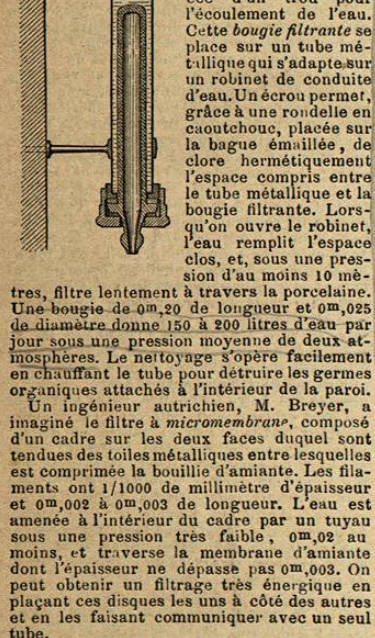 d'un trou pour
l'écoulement de l'eau.
Cette bougie filtrante se
place sur un tube mé-
tallique qui s'adapte sur
un robinet de conduite
d'eau. Un écrou permet,
grâce à une rondelle en
caoutchouc, placée sur
la bague émaillée, de
clore hermétiquement
l'espace compris entre
le tube métallique et la
bougie filtrante. Lors-
qu'on ouvre le robinet,
l'eau remplit l'espace
clos, et, sous une pres-
sion d'au moins 10 mè-
tres, filtre lentement à travers la porcelaine.
Une bougie de 0m,20 de longueur et 0m,025
de diamètre donne 150 à 200 litres d'eau par
jour sous une pression moyenne de deux at-
mosphères. Le nettoyage s'opère facilement
en chauffant le tube pour détruire les germes
organiques attachés à l'intérieur de la paroi.
Un ingénieur autrichien, M. Breyer, a
imaginé le filtre à micromembrane, composé
d'un cadre sur les deux faces duquel sont
tendues des toiles métalliques entre lesquelles
est comprimée la bouillie d'amiante. Les fila-
ments ont 1/1000 de millimètre d'épaisseur
et 0m,002 à 0m,003 de longueur. L'eau est
amenée à l'intérieur du cadre par un tuyau
sous une pression très faible, 0m,02 au
moins, et traverse la membrane d'amiante
dont l'épaisseur ne dépasse pas 0m,003. On
peut obtenir un filtrage très énergique en
plaçant ces disques les uns à côté des autres
et en les faisant communiquer avec un seul
tube.